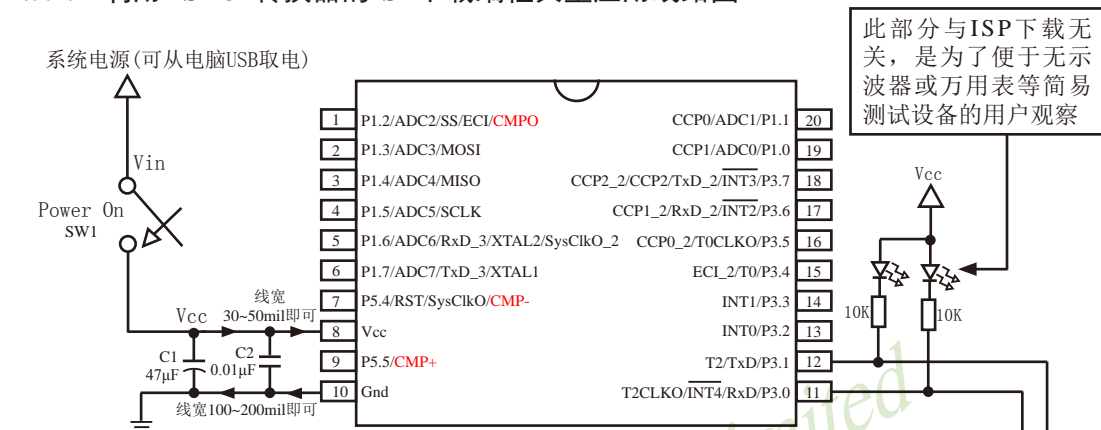 此部分与ISP下载无
关，是为了便于无示
波器或万用表等简易
测试设备的用户观察
系统电源(可从电脑USB取电)
Vin
Power On
SW1
Vcc
线宽
30~50mil即可
C1
47μF
C2
0.01μF
线宽100~200mil即可
1 P1.2/ADC2/SS/ECI/CMPO
2 P1.3/ADC3/MOSI
3 P1.4/ADC4/MISO
4 P1.5/ADC5/SCLK
5 P1.6/ADC6/RxD_3/XTAL2/SysClkO_2
6 P1.7/ADC7/TxD_3/XTAL1
7 P5.4/RST/SysClkO/CMP-
8 Vcc
9 P5.5/CMP+
10 Gnd
CCP0/ADC1/P1.1 20
CCP1/ADC0/P1.0 19
CCP2_2/CCP2/TxD_2/INT3/P3.7 18
CCP1_2/RxD_2/INT2/P3.6 17
CCP0_2/T0CLKO/P3.5 16
ECI_2/T0/P3.4 15
INT1/P3.3 14
INT0/P3.2 13
T2/TxD/P3.1 12
T2CLKO/INT4/RxD/P3.0 11
Vcc
10K
10K